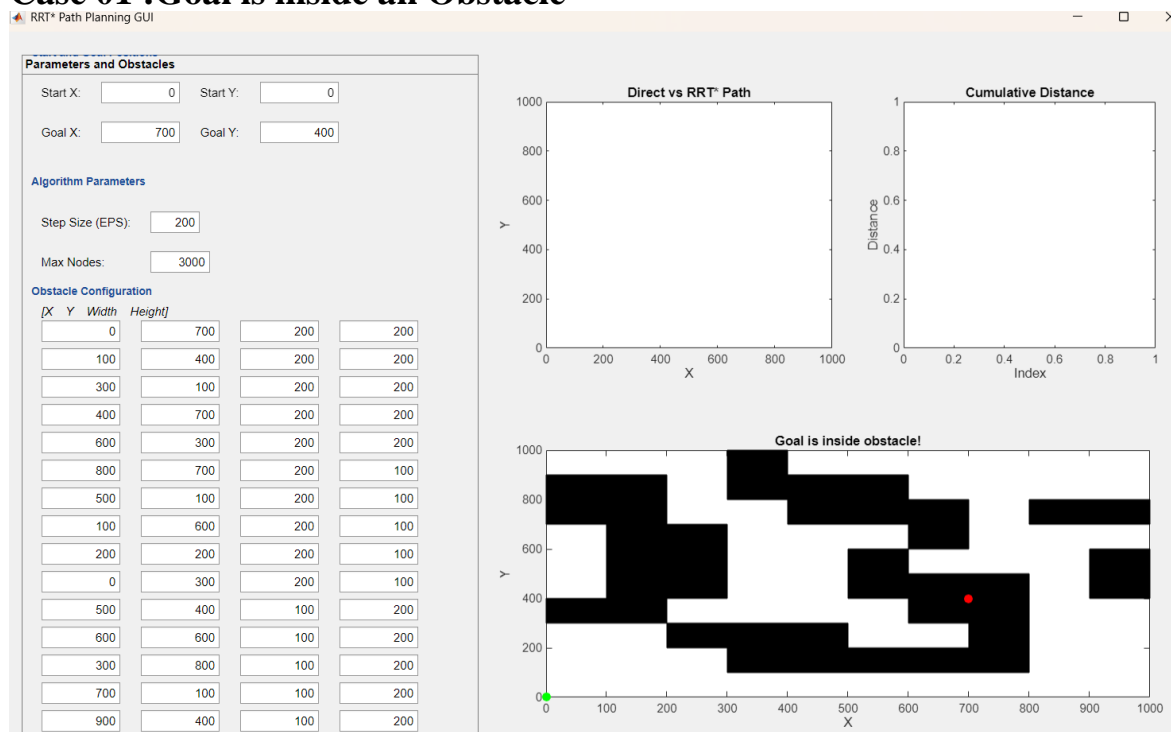 Case 01 :Goal is inside an Obstacle
RRT* Path Planning GUI
Start and Goal Positions
Parameters and Obstacles
Start X: 0 Start Y: 0
Goal X: 700 Goal Y: 400
Algorithm Parameters
Step Size (EPS): 200
Max Nodes: 3000
Obstacle Configuration
[X Y Width Height]
0 700 200 200
100 400 200 200
300 100 200 200
400 700 200 200
600 300 200 200
800 700 200 100
500 100 200 100
100 600 200 100
200 200 200 100
0 300 200 100
500 400 100 200
600 600 100 200
300 800 100 200
700 100 100 200
900 400 100 200
Direct vs RRT* Path
1000
800
600
400
200
0
Y
0 200 400 600 800 1000
X
Cumulative Distance
1
0.8
0.6
0.4
0.2
0
Distance
0 0.2 0.4 0.6 0.8 1
Index
Goal is inside obstacle!
1000
800
600
400
200
0
Y
0 100 200 300 400 500 600 700 800 900 1000
X